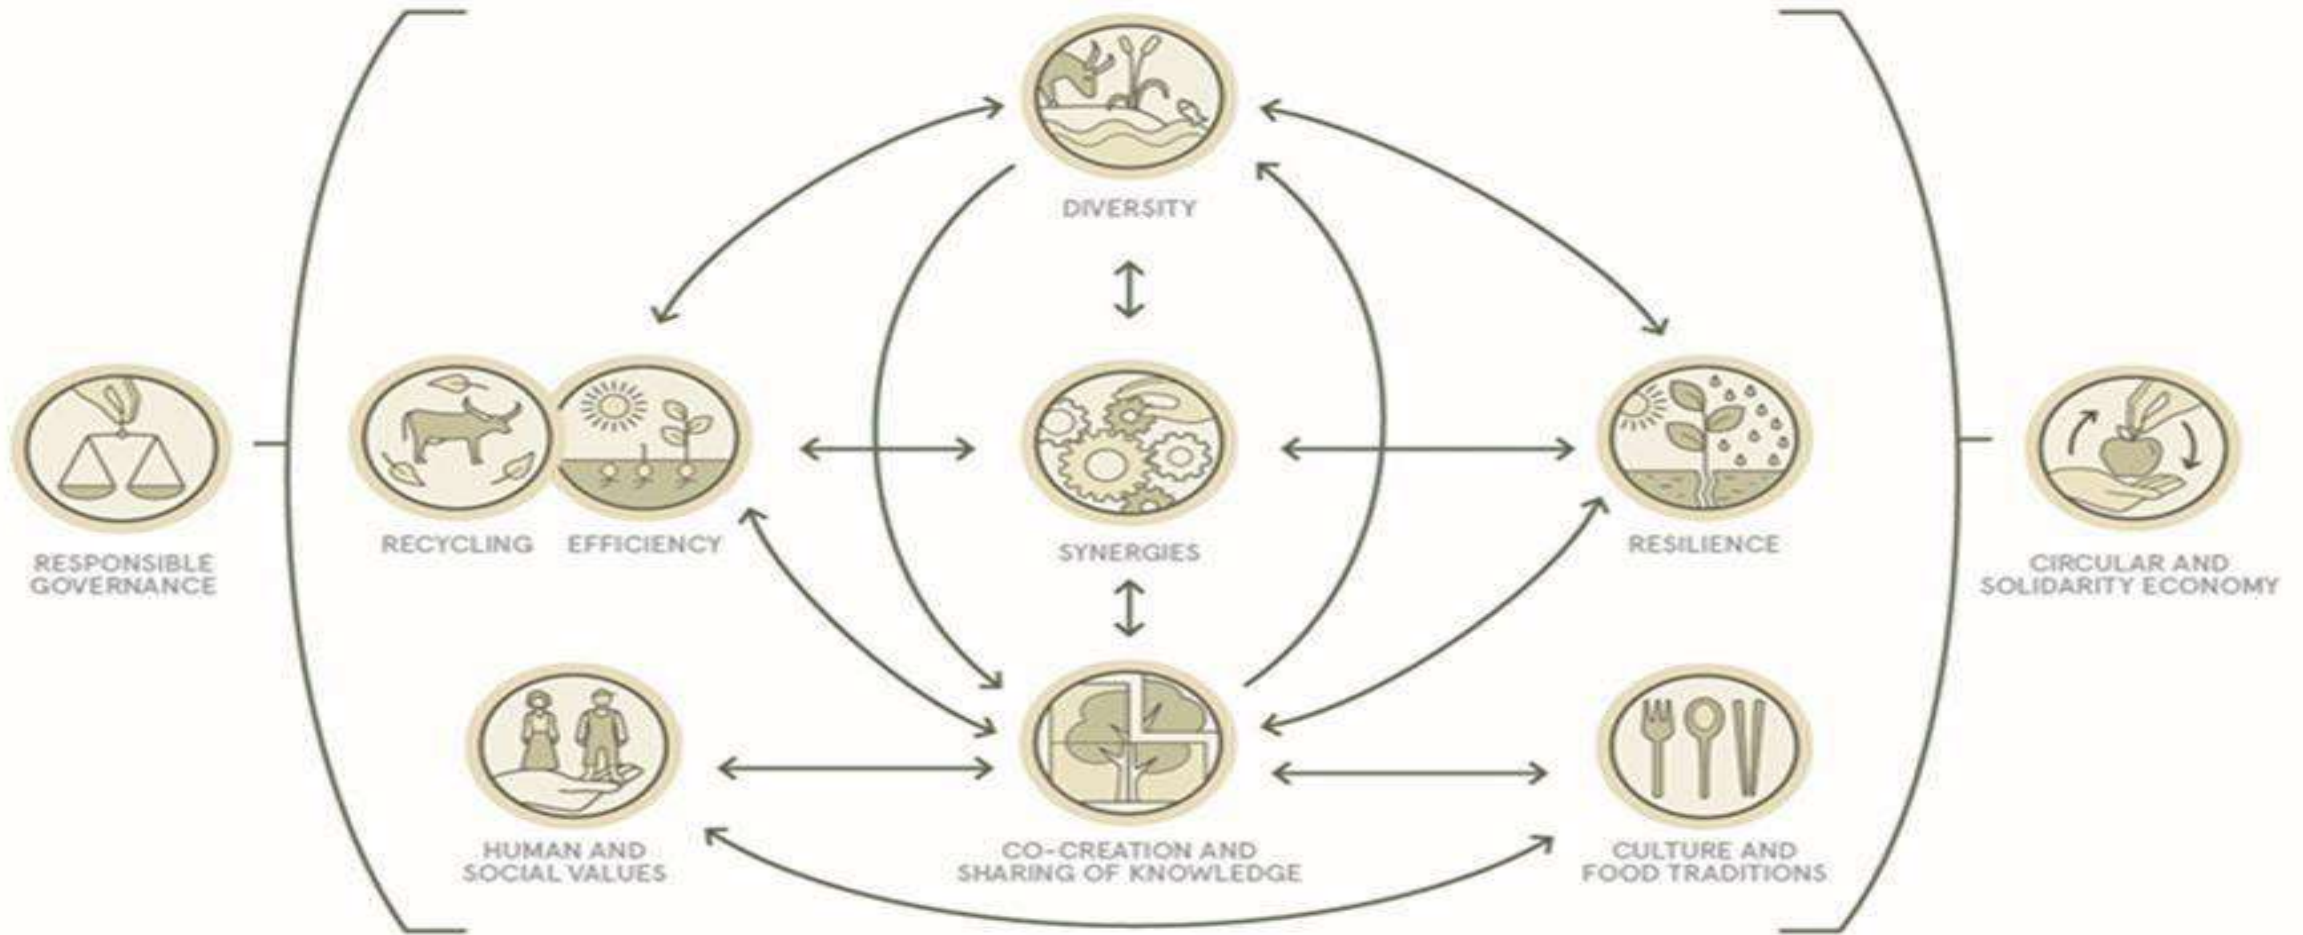 DIVERSITY
RESPONSIBLE
GOVERNANCE
RECYCLING
EFFICIENCY
SYNERGIES
RESILIENCE
CIRCULAR AND
SOLIDARITY ECONOMY
HUMAN AND
SOCIAL VALUES
CO-CREATION AND
SHARING OF KNOWLEDGE
CULTURE AND
FOOD TRADITIONS